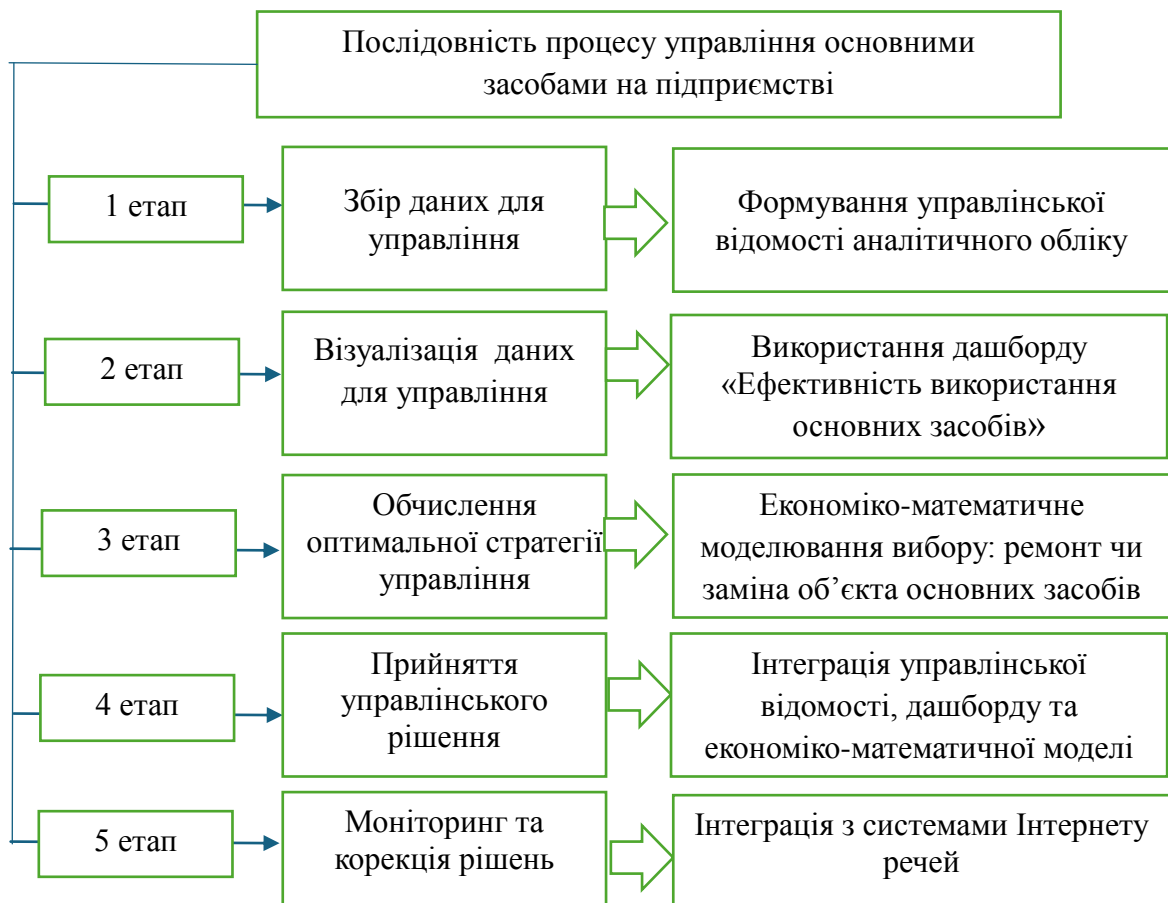 Послідовність процесу управління основними
засобами на підприємстві
1 етап
Збір даних для
управління
Формування управлінської
відомості аналітичного обліку
2 етап
Візуалізація даних
для управління
Використання дашборду
«Ефективність використання
основних засобів»
3 етап
Обчислення
оптимальної стратегії
управління
Економіко-математичне
моделювання вибору: ремонт чи
заміна об’єкта основних засобів
4 етап
Прийняття
управлінського
рішення
Інтеграція управлінської
відомості, дашборду та
економіко-математичної моделі
5 етап
Моніторинг та
корекція рішень
Інтеграція з системами Інтернету
речей